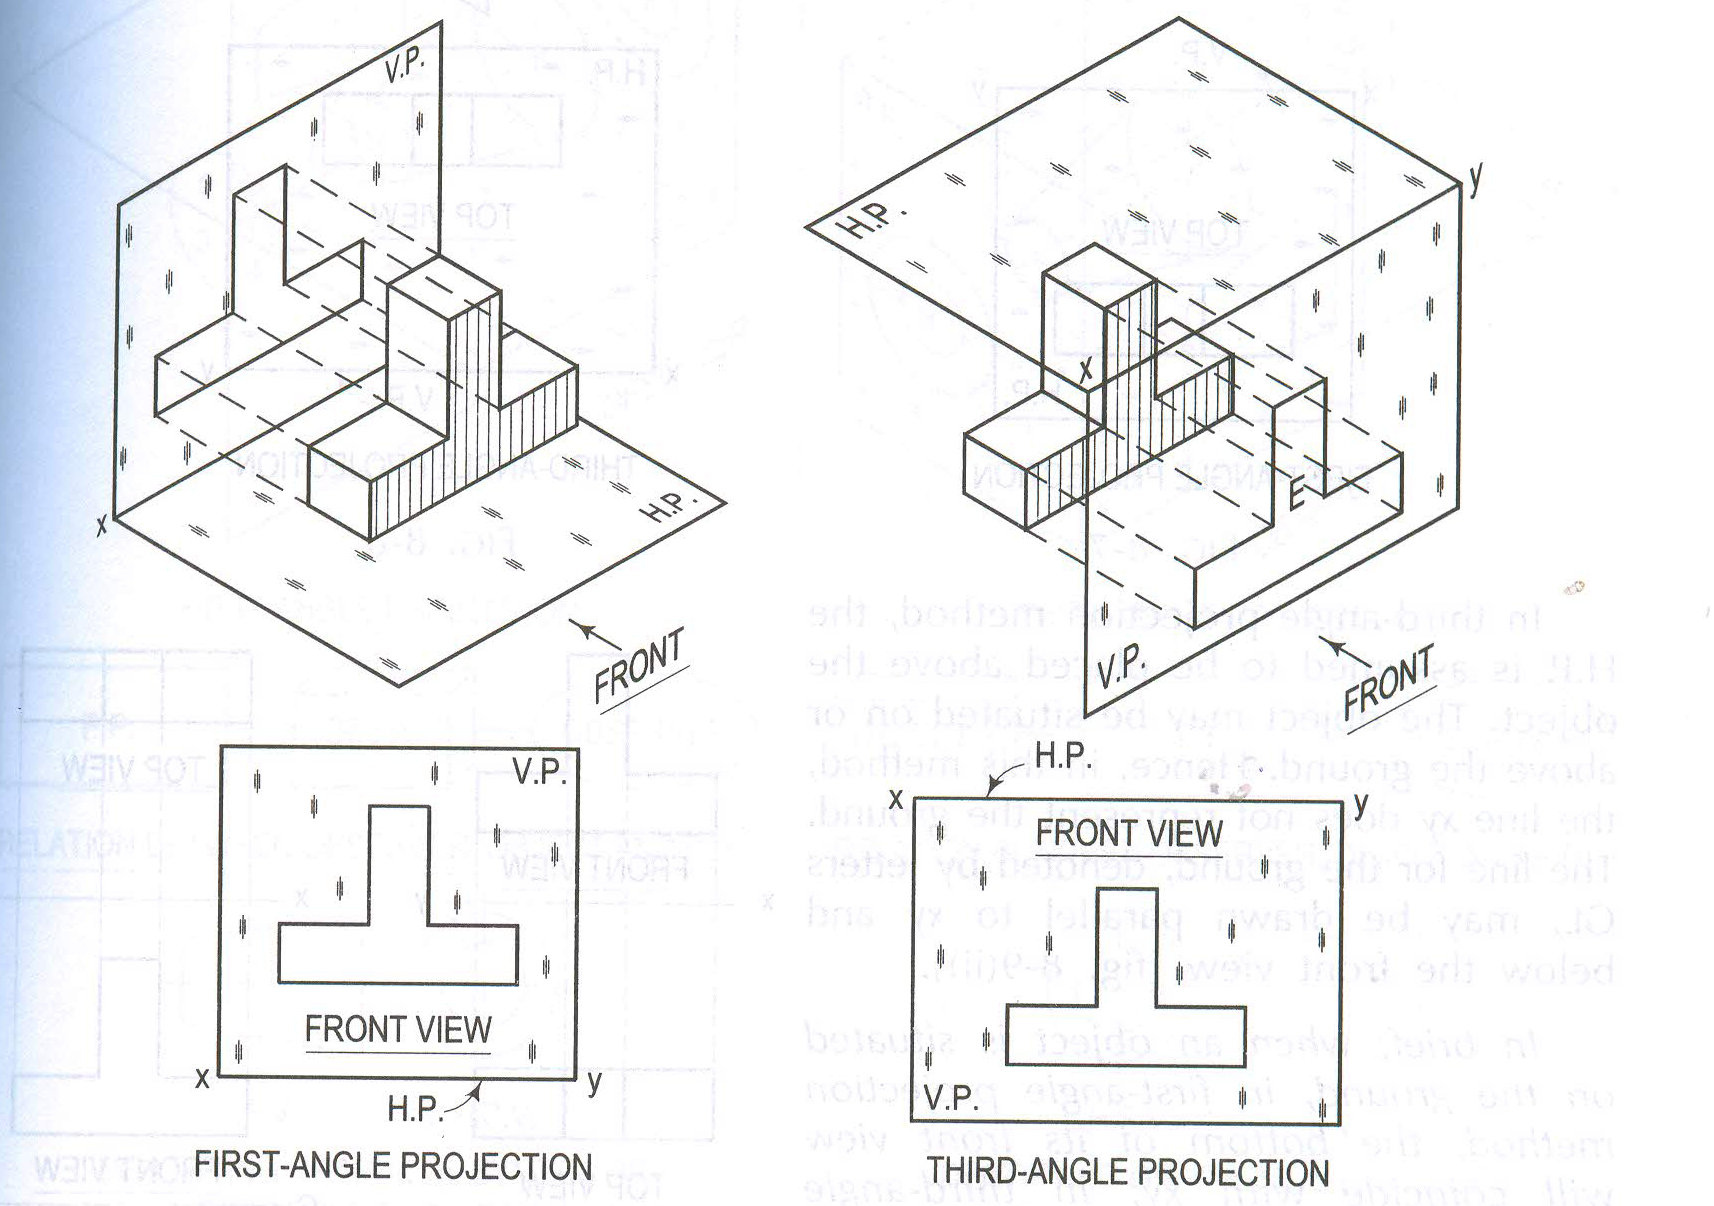 V.P.
H.P.
x
FRONT
V.P.
FRONT VIEW
x
y
H.P.
FIRST-ANGLE PROJECTION
H.P.
y
x
E
V.P.
FRONT
H.P.
x
y
FRONT VIEW
V.P.
THIRD-ANGLE PROJECTION
In third-angle projection method, the
H.P. is assumed to be placed above the
object. The object may be situated on or
above the ground. Hence, in this method,
the line xy does not represent the ground.
The line for the ground, denoted by letters
GL, may be drawn parallel to xy and
below the front view, fig. 8-9(iii).
In brief, when an object is situated
on the ground, in first-angle projection
method, the bottom of its front view
will coincide with xy, in third-angle